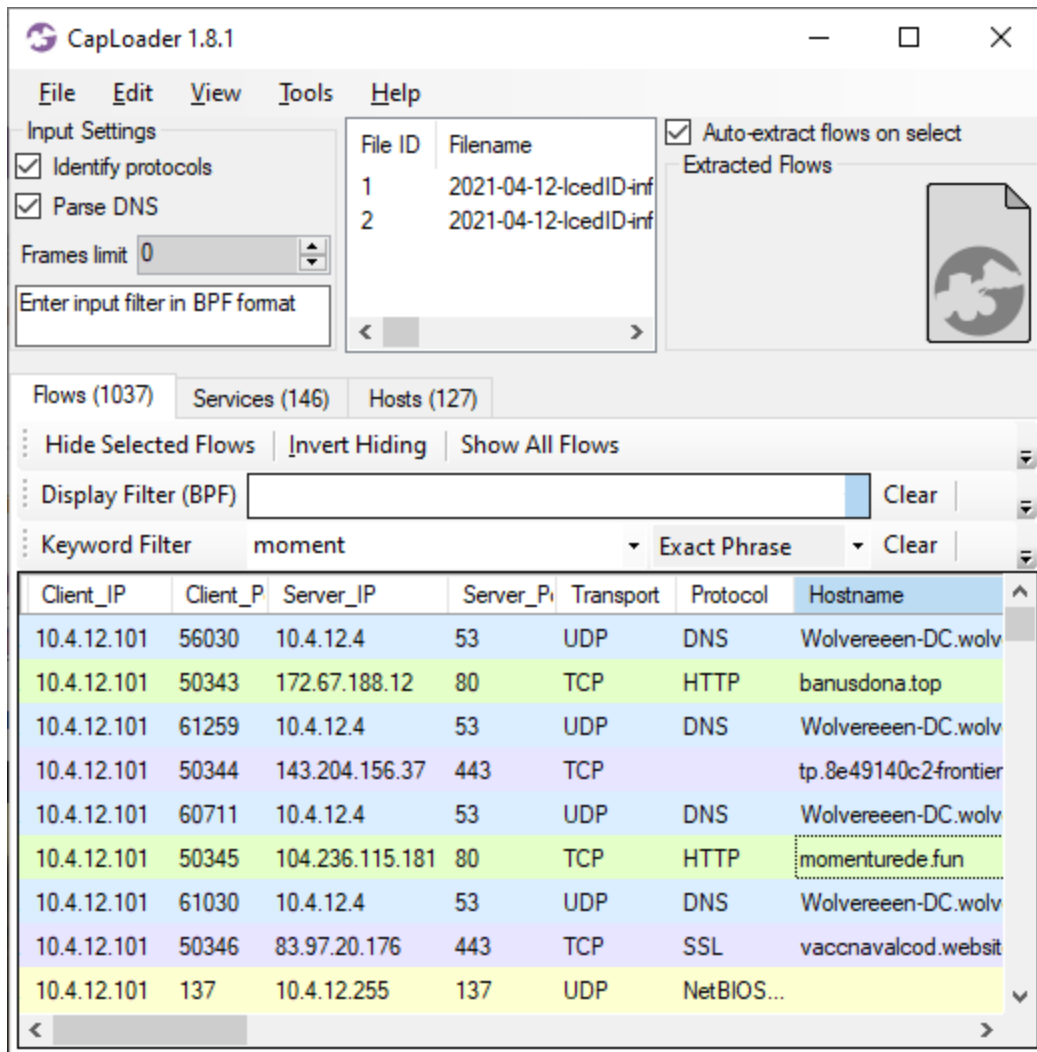 CapLoader 1.8.1
File Edit View Tools Help
Input Settings
Identify protocols
Parse DNS
Frames limit 0
Enter input filter in BPF format
File ID Filename
1 2021-04-12-IcedID-inf
2 2021-04-12-IcedID-inf
Auto-extract flows on select
Extracted Flows
Flows (1037) Services (146) Hosts (127)
Hide Selected Flows Invert Hiding Show All Flows
Display Filter (BPF) Clear
Keyword Filter moment Exact Phrase Clear
Client_IP Client_P Server_IP Server_P Transport Protocol Hostname
10.4.12.101 56030 10.4.12.4 53 UDP DNS Wolvereeen-DC.wolv
10.4.12.101 50343 172.67.188.12 80 TCP HTTP banusdona.top
10.4.12.101 61259 10.4.12.4 53 UDP DNS Wolvereeen-DC.wolv
10.4.12.101 50344 143.204.156.37 443 TCP tp.8e49140c2-frontier
10.4.12.101 60711 10.4.12.4 53 UDP DNS Wolvereeen-DC.wolv
10.4.12.101 50345 104.236.115.181 80 TCP HTTP momenturede.fun
10.4.12.101 61030 10.4.12.4 53 UDP DNS Wolvereeen-DC.wolv
10.4.12.101 50346 83.97.20.176 443 TCP SSL vaccnavalcod.websit
10.4.12.101 137 10.4.12.255 137 UDP NetBIOS...